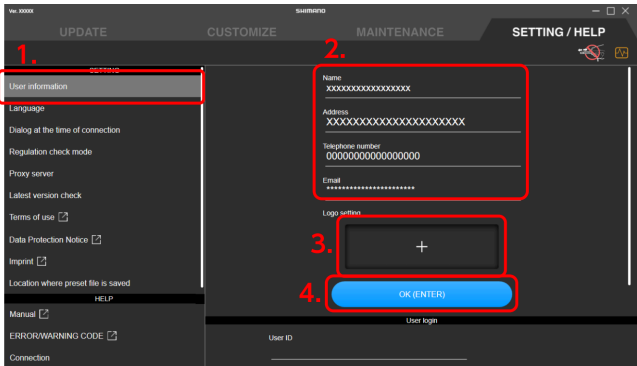 Ver. XXXXX
SHIMANO
UPDATE
CUSTOMIZE
MAINTENANCE
SETTING / HELP
1.
SETTING
User information
Language
Dialog at the time of connection
Regulation check mode
Proxy server
Latest version check
Terms of use
Data Protection Notice
Imprint
Location where preset file is saved
HELP
Manual
ERROR/WARNING CODE
Connection
2.
Name
XXXXXXXXXXXXXXXXX
Address
XXXXXXXXXXXXXXXXXXXXX
Telephone number
00000000000000000
Email
***********************
Logo setting
3.
+
4.
OK (ENTER)
User login
User ID